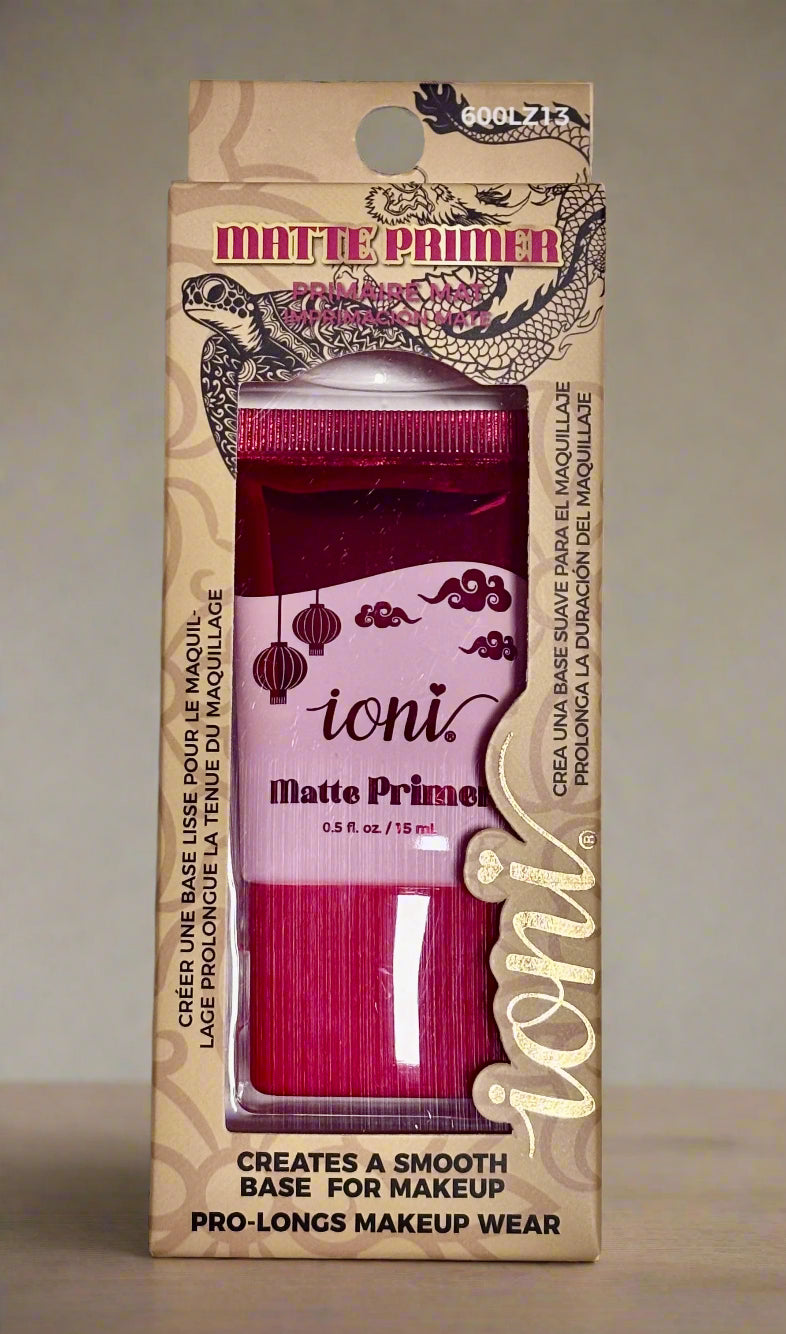 600LZ13
MATTE PRIMER
PRIMAIRE MAT
IMPRIMACIÓN MATE
CREA UNA BASE SUAVE PARA EL MAQUILLAJE
PROLONGA LA DURACIÓN DEL MAQUILLAJE
CRÉER UNE BASE LISSE POUR LE MAQUIL-
LAGE PROLONGUE LA TENUE DU MAQUILLAGE
ioni®
Matte Primer
0.5 fl. oz. / 15 mL
ioni®
CREATES A SMOOTH
BASE FOR MAKEUP
PRO-LONGS MAKEUP WEAR